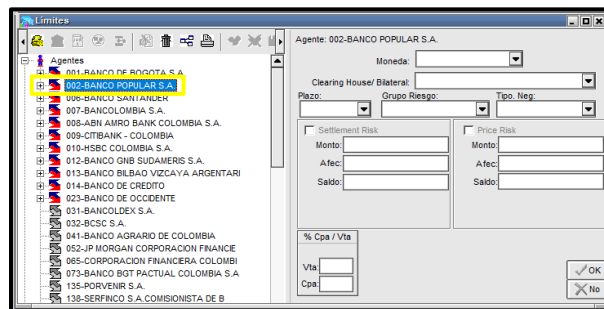 Limites
Agentes
001-BANCO DE BOGOTA S.A.
002-BANCO POPULAR S.A.
006-BANCO SANTANDER
007-BANCOLOMBIA S.A.
008-ABN AMRO BANK COLOMBIA S.A.
009-CITIBANK - COLOMBIA
010-HSBC COLOMBIA S.A.
012-BANCO GNB SUDAMERIS S.A.
013-BANCO BILBAO VIZCAYA ARGENTARI
014-BANCO DE CREDITO
023-BANCO DE OCCIDENTE
031-BANCOLDEX S.A.
032-BCSC S.A.
041-BANCO AGRARIO DE COLOMBIA
052-JP MORGAN CORPORACION FINANCIE
065-CORPORACION FINANCIERA COLOMBI
073-BANCO BGT PACTUAL COLOMBIA S.A
135-PORVENIR S.A.
138-SERFINCO S.A.COMISIONISTA DE B
Agente: 002-BANCO POPULAR S.A.
Moneda:
Clearing House/ Bilateral:
Plazo: Grupo Riesgo: Tipo. Neg:
Settlement Risk
Monto:
Afec:
Saldo:
Price Risk
Monto:
Afec:
Saldo:
% Cpa / Vta
Vta:
Cpa:
OK
No